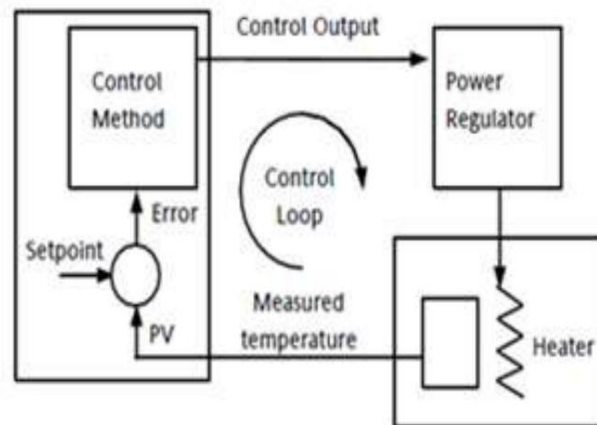 Control Output
Control
Method
Power
Regulator
Control
Loop
Error
Setpoint
PV
Measured
temperature
Heater